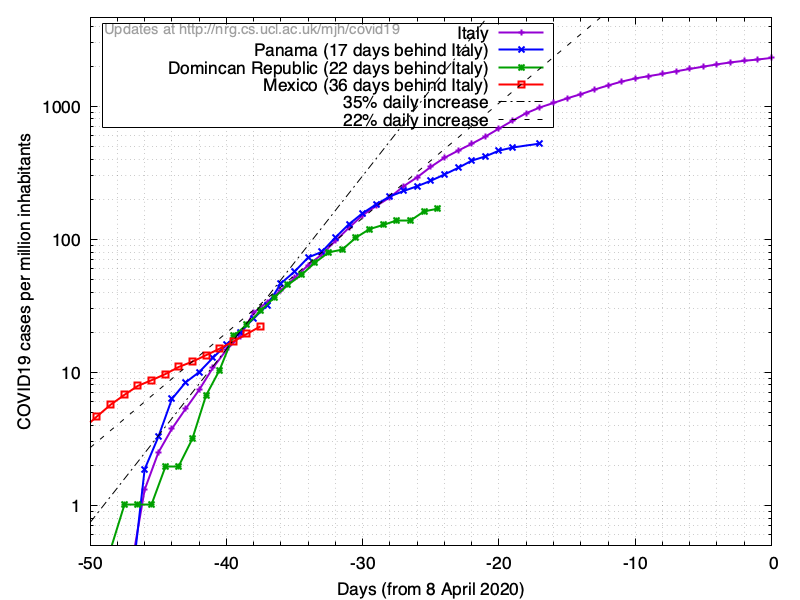 Updates at http://nrg.cs.ucl.ac.uk/mjh/covid19
Italy
Panama (17 days behind Italy)
Domincan Republic (22 days behind Italy)
Mexico (36 days behind Italy)
35% daily increase
22% daily increase
COVID19 cases per million inhabitants
1000
100
10
1
-50 -40 -30 -20 -10 0
Days (from 8 April 2020)